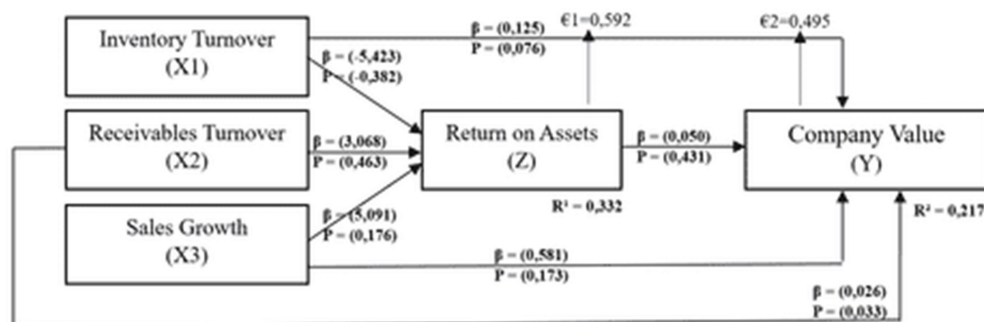 Inventory Turnover
(X1)
β = (0,125)
P = (0,076)
€1=0,592
€2=0,495
β = (-5,423)
P = (-0,382)
Receivables Turnover
(X2)
β = (3,068)
P = (0,463)
Return on Assets
(Z)
β = (0,050)
P = (0,431)
Company Value
(Y)
R² = 0,332
R² = 0,217
Sales Growth
(X3)
β = (5,091)
P = (0,176)
β = (0,581)
P = (0,173)
β = (0,026)
P = (0,033)